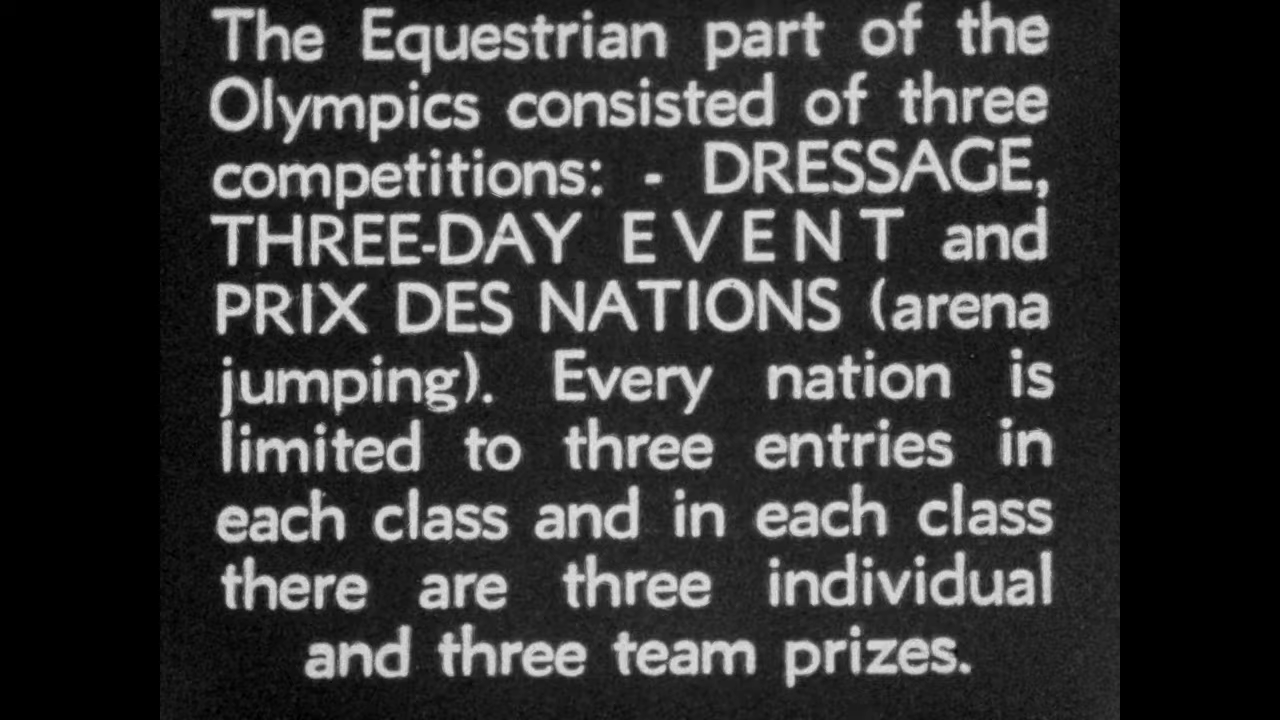 The Equestrian part of the
Olympics consisted of three
competitions: - DRESSAGE,
THREE-DAY EVENT and
PRIX DES NATIONS (arena
jumping). Every nation is
limited to three entries in
each class and in each class
there are three individual
and three team prizes.